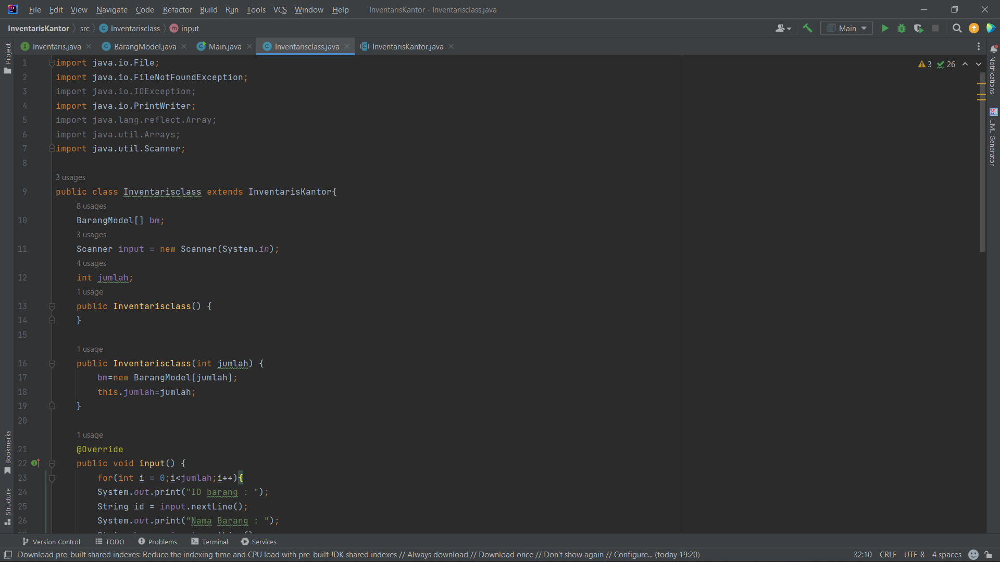 File Edit View Navigate Code Refactor Build Run Tools VCS Window Help InventarisKantor - Inventarisclass.java
InventarisKantor src Inventarisclass input Main
Inventaris.java BarangModel.java Main.java Inventarisclass.java InventarisKantor.java
Project
Notifications
UML Generator
Bookmarks
Structure
3 26
1 import java.io.File;
2 import java.io.FileNotFoundException;
3 import java.io.IOException;
4 import java.io.PrintWriter;
5 import java.lang.reflect.Array;
6 import java.util.Arrays;
7 import java.util.Scanner;
8
3 usages
9 public class Inventarisclass extends InventarisKantor{
8 usages
10 BarangModel[] bm;
3 usages
11 Scanner input = new Scanner(System.in);
4 usages
12 int jumlah;
1 usage
13 public Inventarisclass() {
14 }
15
1 usage
16 public Inventarisclass(int jumlah) {
17 bm=new BarangModel[jumlah];
18 this.jumlah=jumlah;
19 }
20
1 usage
21 @Override
22 public void input() {
23 for(int i = 0;i<jumlah;i++){
24 System.out.print("ID barang : ");
25 String id = input.nextLine();
26 System.out.print("Nama Barang : ");
Version Control TODO Problems Terminal Services
Download pre-built shared indexes: Reduce the indexing time and CPU load with pre-built JDK shared indexes // Always download // Download once // Don't show again // Configure... (today 19:20) 32:10 CRLF UTF-8 4 spaces